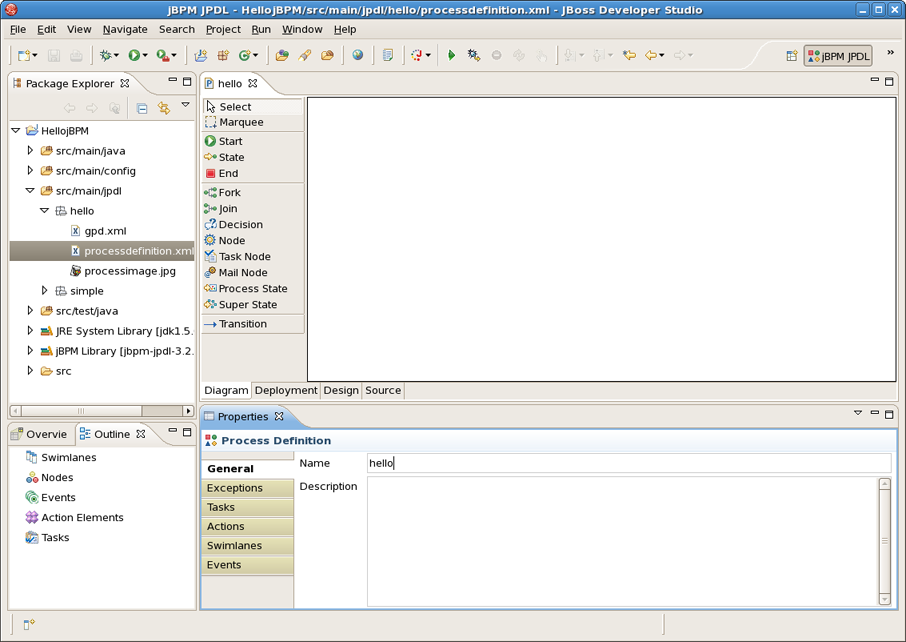 jBPM JPDL - HellojBPM/src/main/jpdl/hello/processdefinition.xml - JBoss Developer Studio
File Edit View Navigate Search Project Run Window Help
jBPM JPDL
Package Explorer
HellojBPM
src/main/java
src/main/config
src/main/jpdl
hello
gpd.xml
processdefinition.xml
processimage.jpg
simple
src/test/java
JRE System Library [jdk1.5.
jBPM Library [jbpm-jpdl-3.2.
src
hello
Select
Marquee
Start
State
End
Fork
Join
Decision
Node
Task Node
Mail Node
Process State
Super State
Transition
Diagram Deployment Design Source
Overvie Outline
Swimlanes
Nodes
Events
Action Elements
Tasks
Properties
Process Definition
General
Exceptions
Tasks
Actions
Swimlanes
Events
Name hello
Description